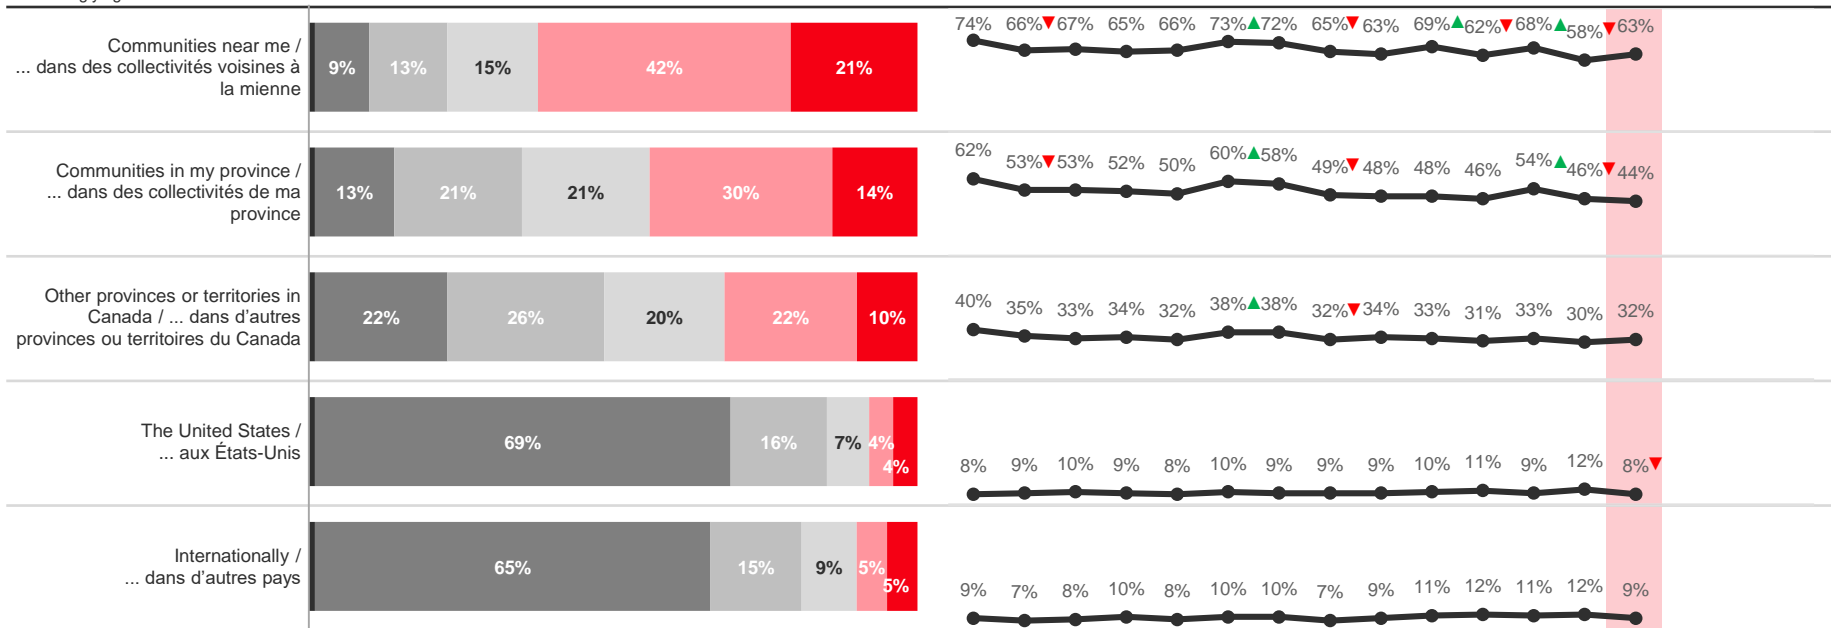 Communities near me /
... dans des collectivités voisines à
la mienne
9% 13% 15% 42% 21%
74% 66%▼67% 65% 66% 73%▲72% 65%▼63% 69%▲62%▼68%▲58%▼63%
Communities in my province /
... dans des collectivités de ma
province
13% 21% 21% 30% 14%
62% 53%▼53% 52% 50% 60%▲58% 49%▼48% 48% 46% 54%▲46%▼44%
Other provinces or territories in
Canada / ... dans d'autres
provinces ou territoires du Canada
22% 26% 20% 22% 10%
40% 35% 33% 34% 32% 38%▲38% 32%▼34% 33% 31% 33% 30% 32%
The United States /
... aux États-Unis
69% 16% 7% 4% 4%
8% 9% 10% 9% 8% 10% 9% 9% 9% 10% 11% 9% 12% 8%▼
Internationally /
... dans d'autres pays
65% 15% 9% 5% 5%
9% 7% 8% 10% 8% 10% 10% 7% 9% 11% 12% 11% 12% 9%